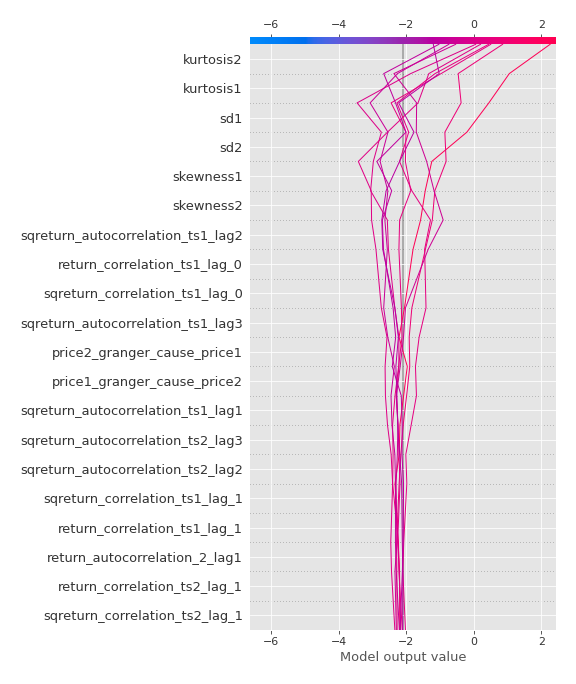 −6 −4 −2 0 2
kurtosis2
kurtosis1
sd1
sd2
skewness1
skewness2
sqreturn_autocorrelation_ts1_lag2
return_correlation_ts1_lag_0
sqreturn_correlation_ts1_lag_0
sqreturn_autocorrelation_ts1_lag3
price2_granger_cause_price1
price1_granger_cause_price2
sqreturn_autocorrelation_ts1_lag1
sqreturn_autocorrelation_ts2_lag3
sqreturn_autocorrelation_ts2_lag2
sqreturn_correlation_ts1_lag_1
return_correlation_ts1_lag_1
return_autocorrelation_2_lag1
return_correlation_ts2_lag_1
sqreturn_correlation_ts2_lag_1
−6 −4 −2 0 2
Model output value